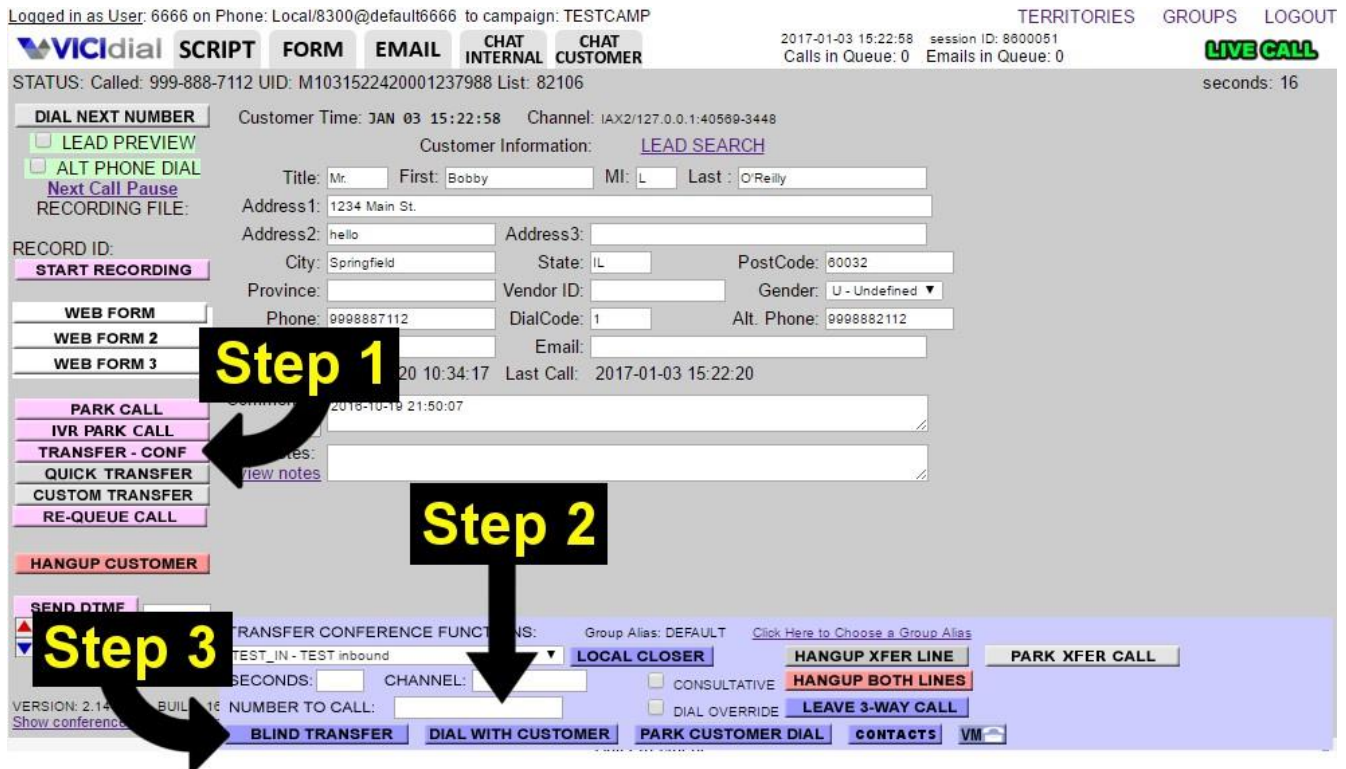 Logged in as User: 6666 on Phone: Local/8300@default6666 to campaign: TESTCAMP TERRITORIES GROUPS LOGOUT
VICIdial SCRIPT FORM EMAIL CHAT INTERNAL CHAT CUSTOMER 2017-01-03 15:22:58 session ID: 8600051 LIVE CALL
Calls in Queue: 0 Emails in Queue: 0
STATUS: Called: 999-888-7112 UID: M1031522420001237988 List: 82106 seconds: 16
DIAL NEXT NUMBER Customer Time: JAN 03 15:22:58 Channel: IAX2/127.0.0.1:40569-3448
LEAD PREVIEW Customer Information: LEAD SEARCH
ALT PHONE DIAL Title: Mr. First: Bobby MI: L Last : O'Reilly
Next Call Pause
RECORDING FILE: Address1: 1234 Main St.
Address2: hello Address3:
RECORD ID:
START RECORDING City: Springfield State: IL PostCode: 60032
Province: Vendor ID: Gender: U - Undefined
WEB FORM Phone: 9998887112 DialCode: 1 Alt. Phone: 9998882112
WEB FORM 2 Email:
WEB FORM 3 Step 1 20 10:34:17 Last Call: 2017-01-03 15:22:20
PARK CALL 2016-10-19 21:50:07
IVR PARK CALL
TRANSFER - CONF
QUICK TRANSFER view notes
CUSTOM TRANSFER
RE-QUEUE CALL Step 2
HANGUP CUSTOMER
SEND DTMF
Step 3 TRANSFER CONFERENCE FUNCTIONS: Group Alias: DEFAULT Click Here to Choose a Group Alias
TEST_IN - TEST inbound LOCAL CLOSER HANGUP XFER LINE PARK XFER CALL
SECONDS: CHANNEL: CONSULTATIVE HANGUP BOTH LINES
VERSION: 2.14 NUMBER TO CALL: DIAL OVERRIDE LEAVE 3-WAY CALL
Show conference
BLIND TRANSFER DIAL WITH CUSTOMER PARK CUSTOMER DIAL CONTACTS VM